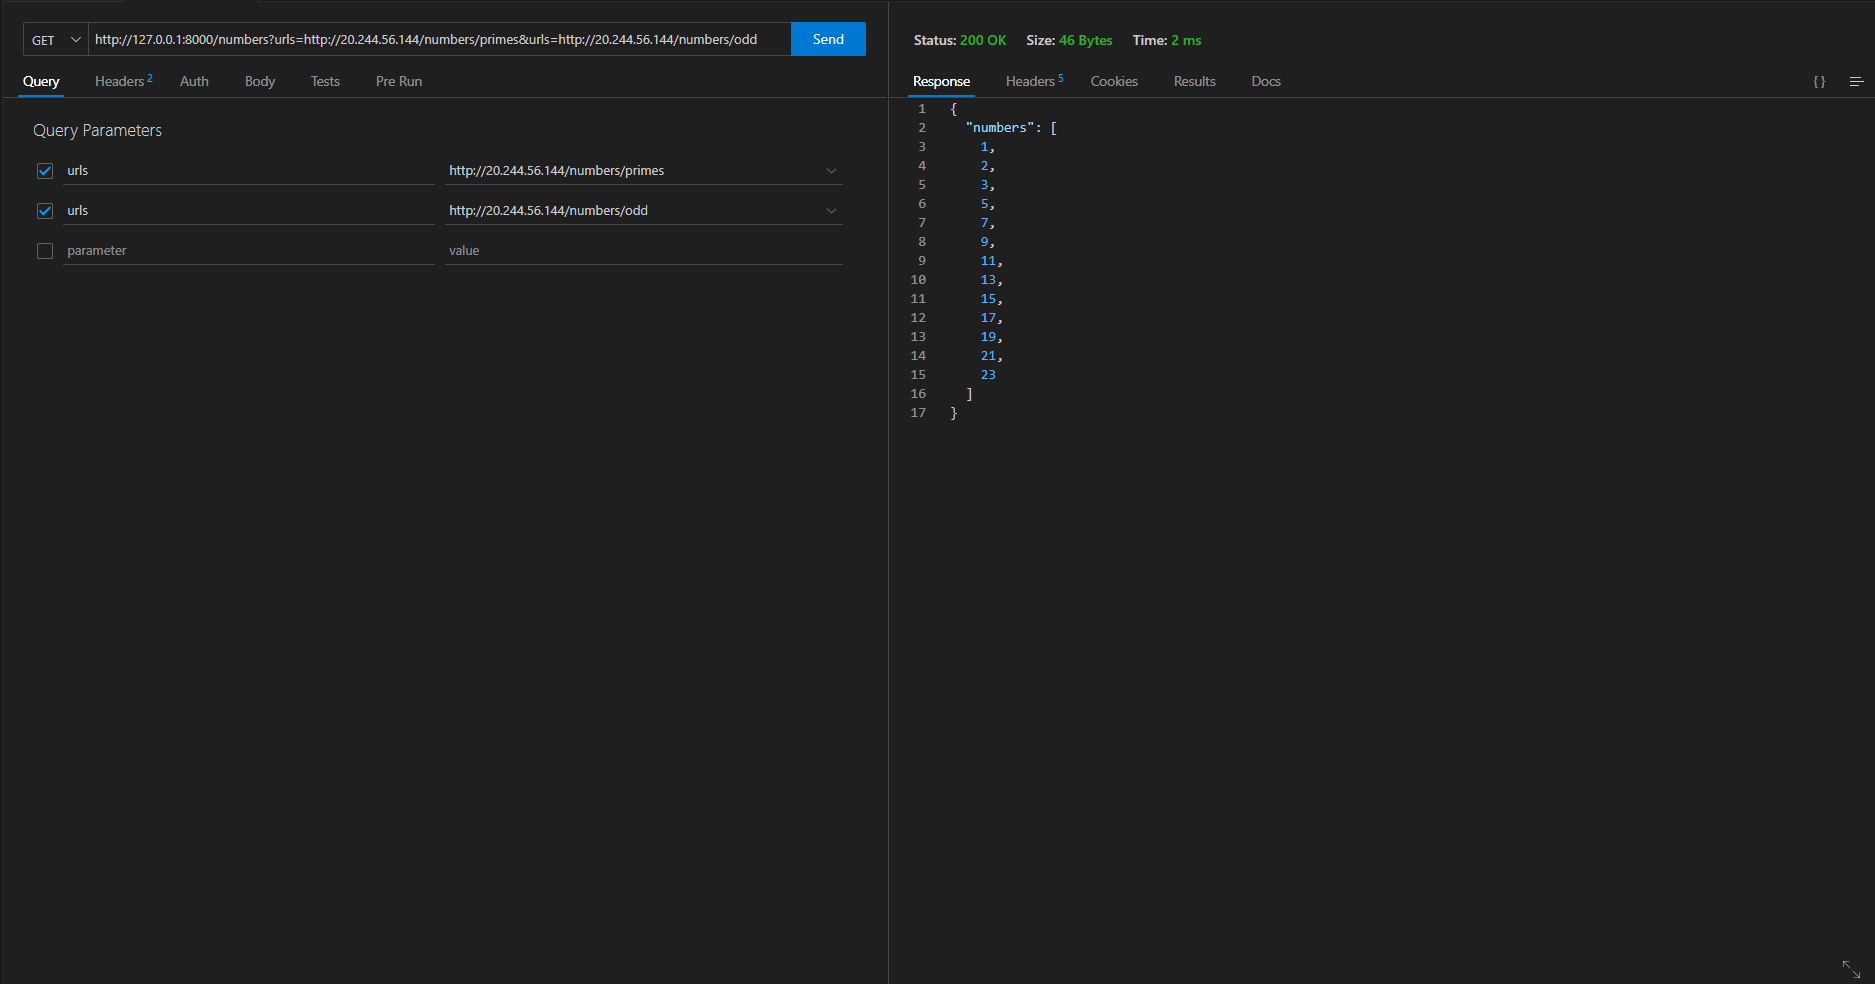 GET http://127.0.0.1:8000/numbers?urls=http://20.244.56.144/numbers/primes&urls=http://20.244.56.144/numbers/odd Send
Query Headers 2 Auth Body Tests Pre Run
Query Parameters
urls http://20.244.56.144/numbers/primes
urls http://20.244.56.144/numbers/odd
parameter value
Status: 200 OK Size: 46 Bytes Time: 2 ms
Response Headers 5 Cookies Results Docs { }
1 {
2 "numbers": [
3 1,
4 2,
5 3,
6 5,
7 7,
8 9,
9 11,
10 13,
11 15,
12 17,
13 19,
14 21,
15 23
16 ]
17 }